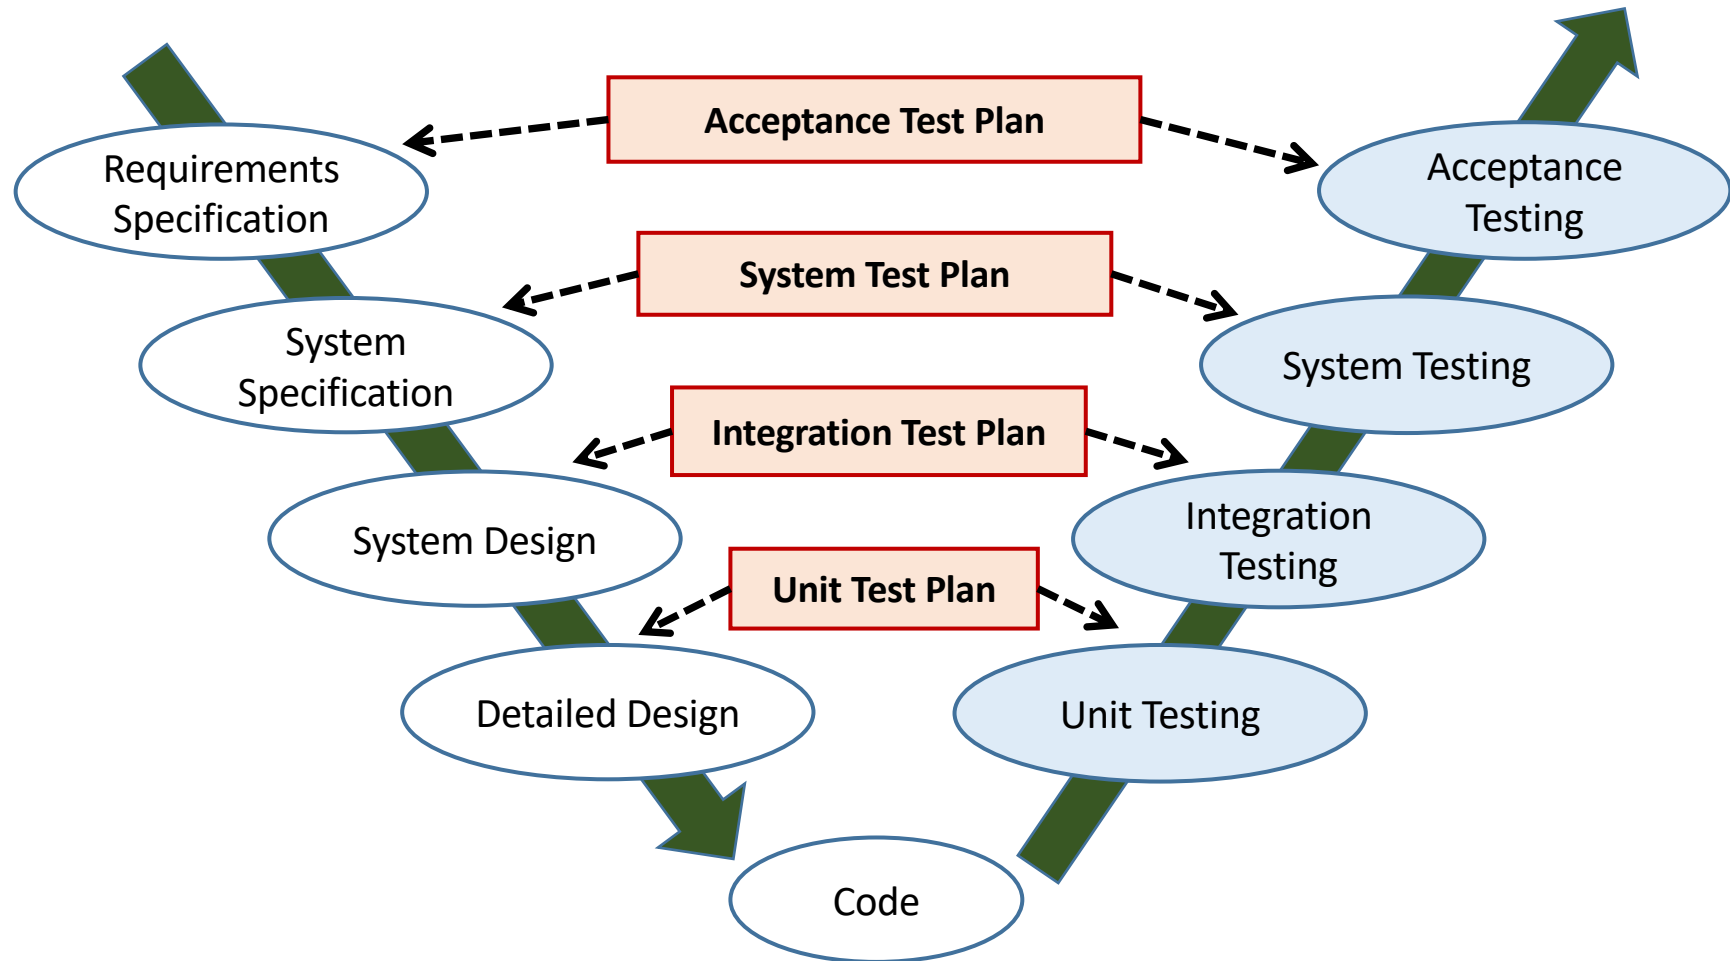 Acceptance Test Plan
Requirements
Specification
Acceptance
Testing
System Test Plan
System
Specification
System Testing
Integration Test Plan
System Design
Integration
Testing
Unit Test Plan
Detailed Design
Unit Testing
Code